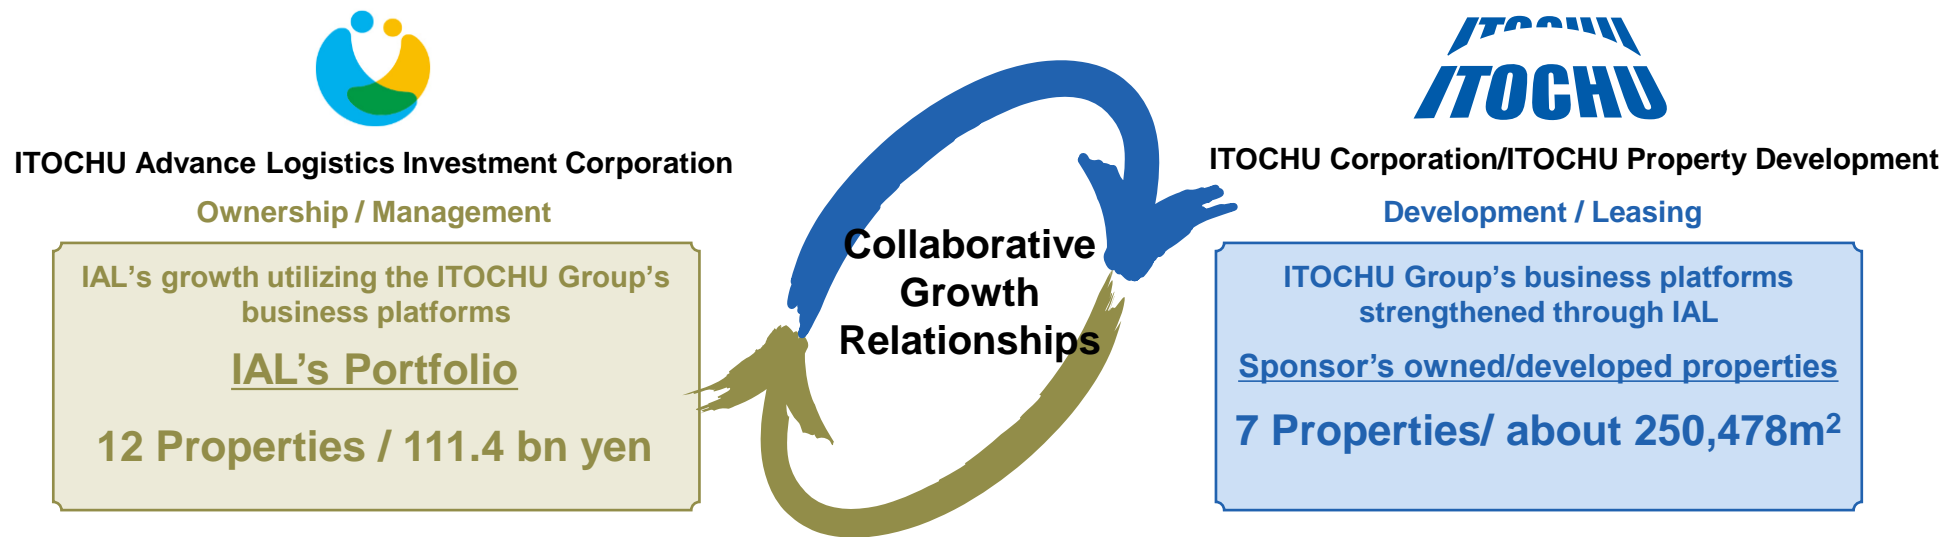 ITOCHU Advance Logistics Investment Corporation
Ownership / Management
IAL's growth utilizing the ITOCHU Group's
business platforms
IAL's Portfolio
12 Properties / 111.4 bn yen
Collaborative
Growth
Relationships
ITOCHU
ITOCHU
ITOCHU Corporation/ITOCHU Property Development
Development / Leasing
ITOCHU Group's business platforms
strengthened through IAL
Sponsor's owned/developed properties
7 Properties/ about 250,478m²